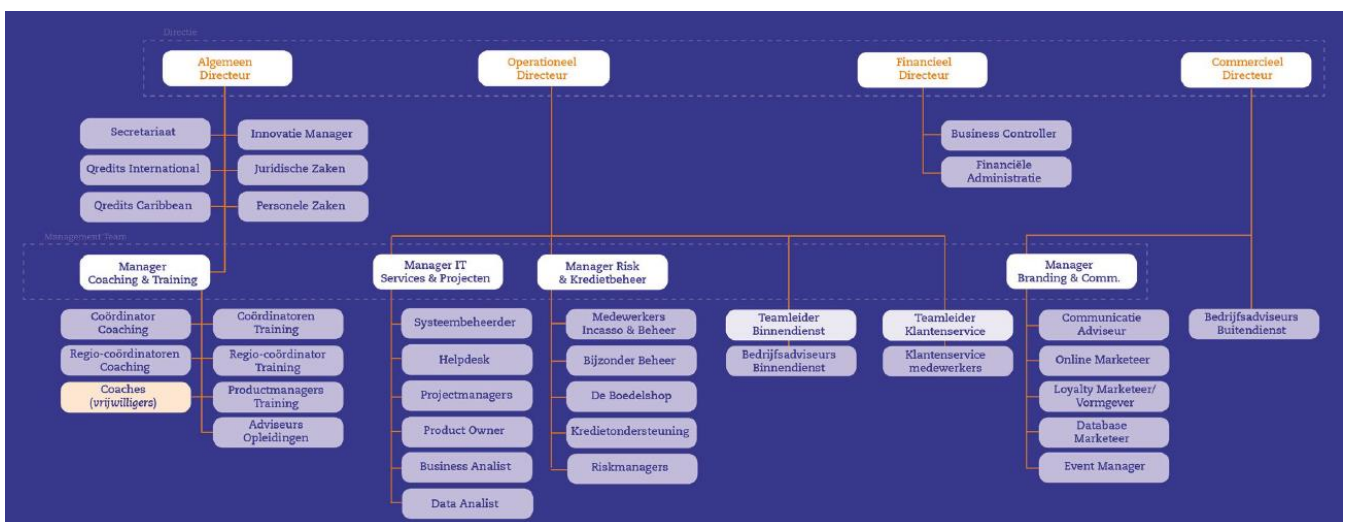 Directie
Algemeen
Directeur
Operationeel
Directeur
Financieel
Directeur
Commercieel
Directeur
Secretariaat
Innovatie Manager
Qredits International
Juridische Zaken
Qredits Caribbean
Personele Zaken
Business Controller
Financiële
Administratie
Management Team
Manager
Coaching & Training
Manager IT
Services & Projecten
Manager Risk
& Kredietbeheer
Manager
Branding & Comm.
Coördinator
Coaching
Coördinatoren
Training
Regio-coördinatoren
Coaching
Regio-coördinator
Training
Coaches
(vrijwilligers)
Productmanagers
Training
Adviseurs
Opleidingen
Systeembeheerder
Helpdesk
Projectmanagers
Product Owner
Business Analist
Data Analist
Medewerkers
Incasso & Beheer
Bijzonder Beheer
De Boedelshop
Kredietondersteuning
Riskmanagers
Teamleider
Binnendienst
Bedrijfsadviseurs
Binnendienst
Teamleider
Klantenservice
Klantenservice
medewerkers
Communicatie
Adviseur
Online Marketeer
Loyalty Marketeer/
Vormgever
Database
Marketeer
Event Manager
Bedrijfsadviseurs
Buitendienst